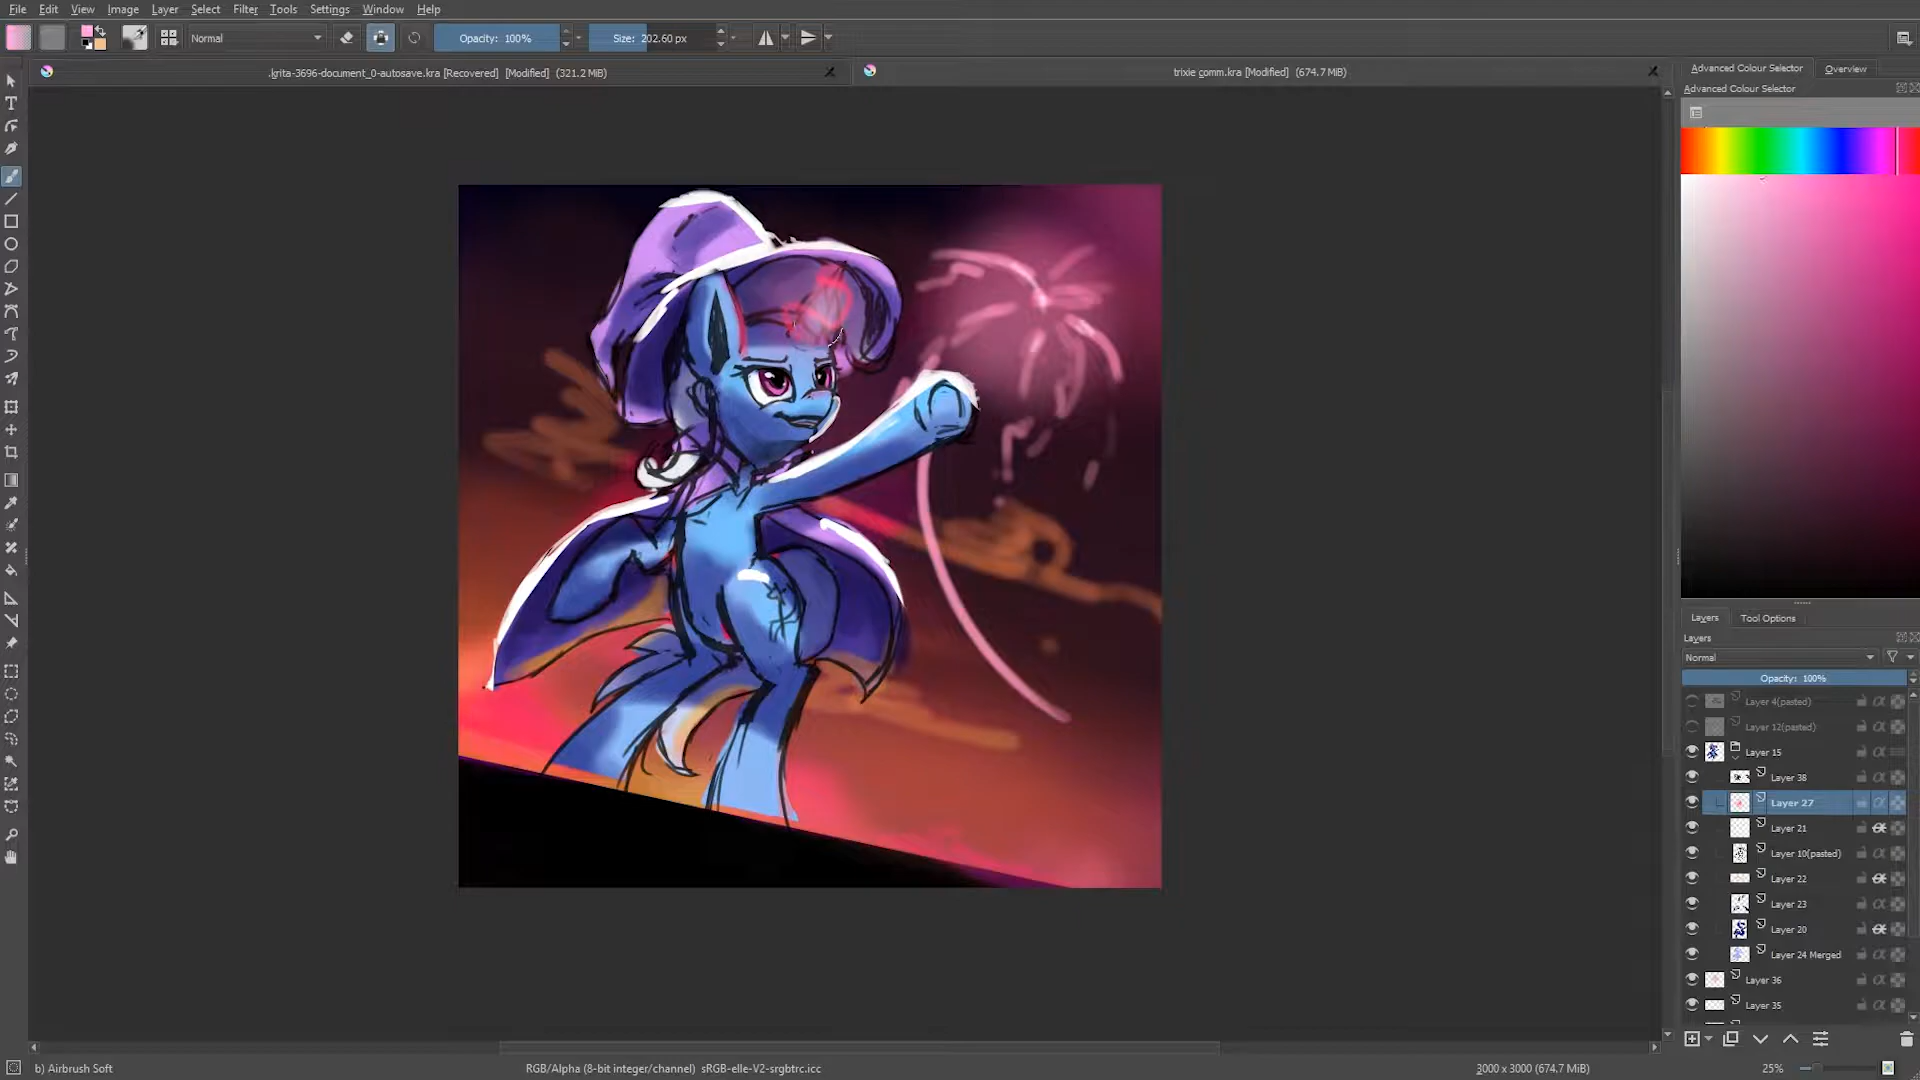 File Edit View Image Layer Select Filter Tools Settings Window Help
Normal Opacity: 100% Size: 202.60 px
.krita-3696-document_0-autosave.kra [Recovered] [Modified] (321.2 MiB)
trixie comm.kra [Modified] (674.7 MiB)
Advanced Colour Selector Overview
Advanced Colour Selector
Layers Tool Options
Layers
Normal
Opacity: 100%
Layer 4(pasted)
Layer 12(pasted)
Layer 15
Layer 38
Layer 27
Layer 21
Layer 10(pasted)
Layer 22
Layer 23
Layer 20
Layer 24 Merged
Layer 36
Layer 35
b) Airbrush Soft
RGB/Alpha (8-bit integer/channel) sRGB-elle-V2-srgbtrc.icc
3000 x 3000 (674.7 MiB)
25%